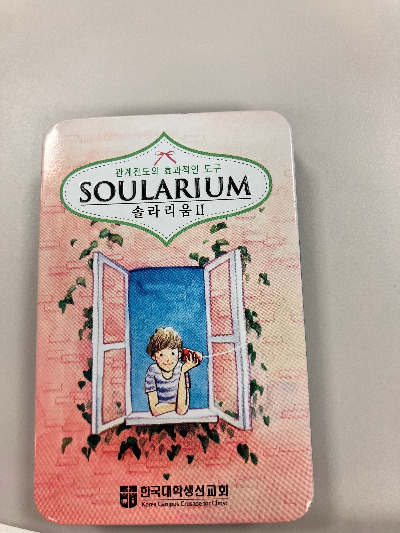 관계전도의 효과적인 도구
SOULARIUM
솔라리움 II
한국대학생선교회
Korea Campus Crusade for Christ